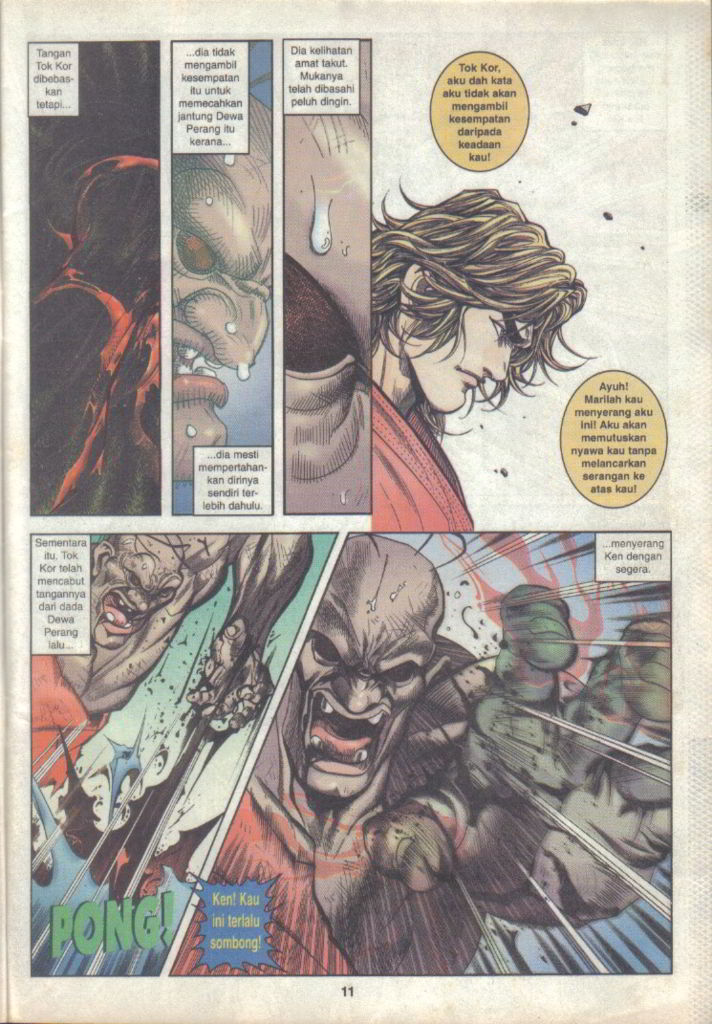 Tangan
Tok Kor
dibebas-
kan
tetapi...
...dia tidak
mengambil
kesempatan
itu untuk
memecahkan
jantung Dewa
Perang itu
kerana...
...dia mesti
mempertahan-
kan dirinya
sendiri ter-
lebih dahulu.
Dia kelihatan
amat takut.
Mukanya
telah dibasahi
peluh dingin.
Tok Kor,
aku dah kata
aku tidak akan
mengambil
kesempatan
daripada
keadaan
kau!
Ayuh!
Marilah kau
menyerang aku
ini! Aku akan
memutuskan
nyawa kau tanpa
melancarkan
serangan ke
atas kau!
Sementara
itu, Tok
Kor telah
mencabut
tangannya
dari dada
Dewa
Perang
lalu...
PONG!
...menyerang
Ken dengan
segera.
Ken! Kau
ini terlalu
sombong!
11